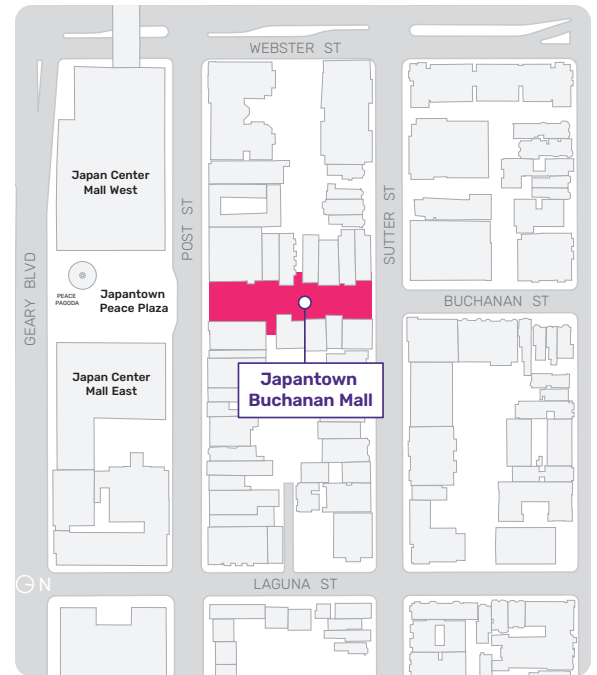 WEBSTER ST
Japan Center
Mall West
POST ST
SUTTER ST
GEARY BLVD
PEACE
PAGODA
Japantown
Peace Plaza
BUCHANAN ST
Japan Center
Mall East
Japantown
Buchanan Mall
N
LAGUNA ST